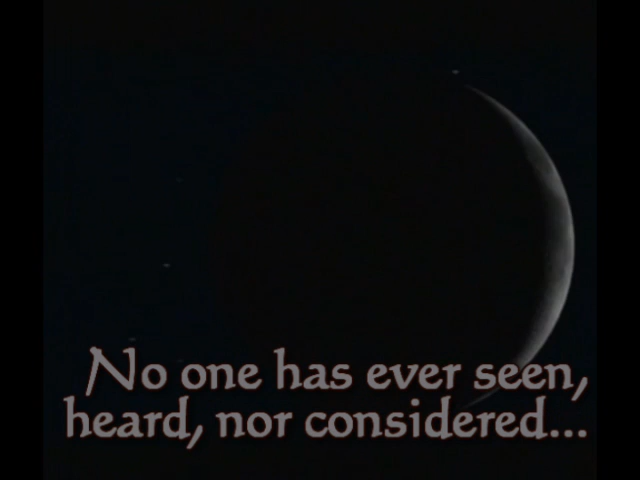 No one has ever seen,
heard, nor considered...